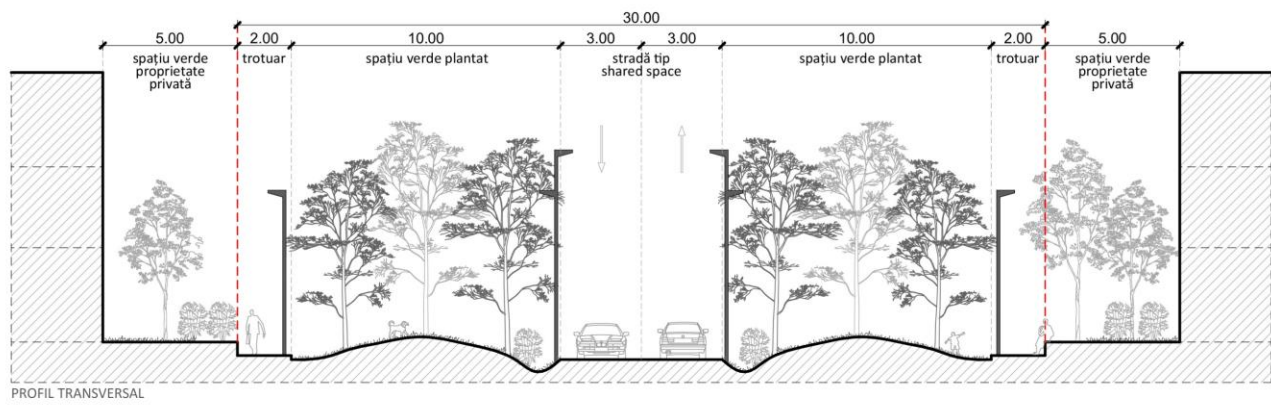 30.00
5.00 2.00 10.00 3.00 3.00 10.00 2.00 5.00
spațiu verde
proprietate
privată
trotuar
spațiu verde plantat
stradă tip
shared space
spațiu verde plantat
trotuar
spațiu verde
proprietate
privată
PROFIL TRANSVERSAL